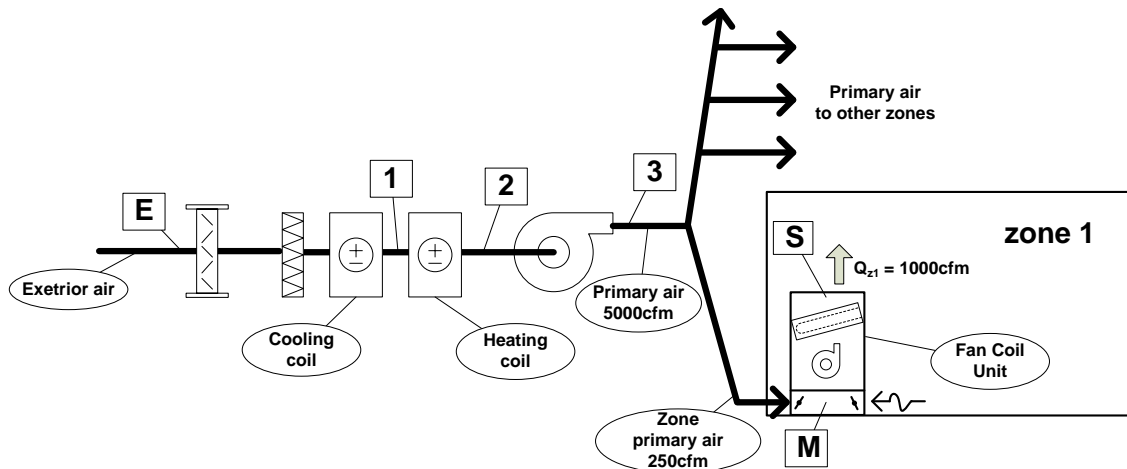 Primary air
to other zones
3
1
2
E
zone 1
S
Qz1 = 1000cfm
Exetrior air
Primary air
5000cfm
Cooling
coil
Heating
coil
Fan Coil
Unit
Zone
primary air
250cfm
M